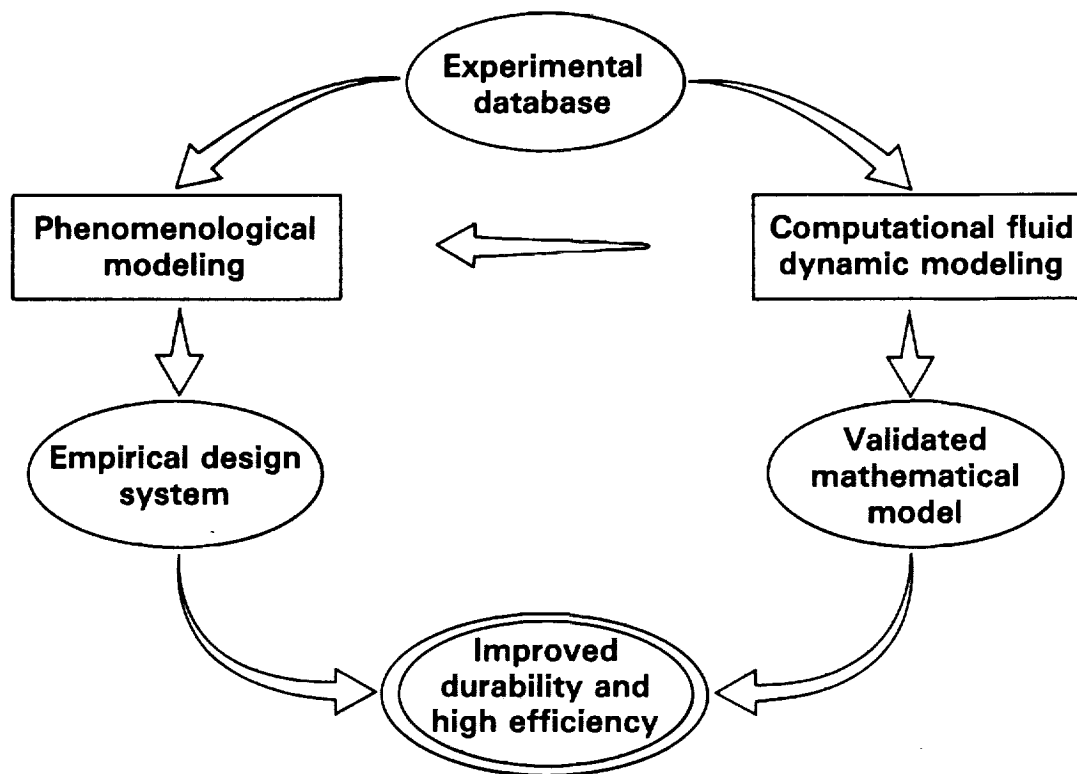 Experimental
database
Phenomenological
modeling
Computational fluid
dynamic modeling
Empirical design
system
Validated
mathematical
model
Improved
durability and
high efficiency